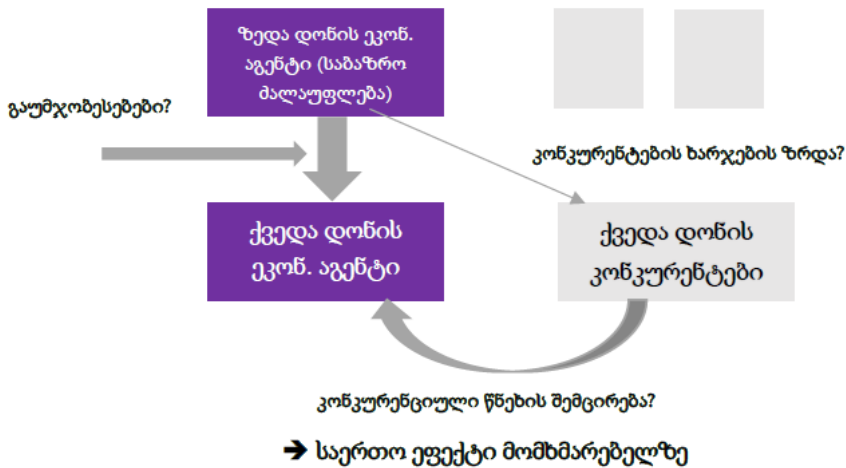 ზედა დონის ეკონ.
აგენტი (საბაზრო
ძალაუფლება)
გაუმჯობესებები?
კონკურენტების ხარჯების ზრდა?
ქვედა დონის
ეკონ. აგენტი
ქვედა დონის
კონკურენტები
კონკურენციული წნეხის შემცირება?
➔ საერთო ეფექტი მომხმარებელზე